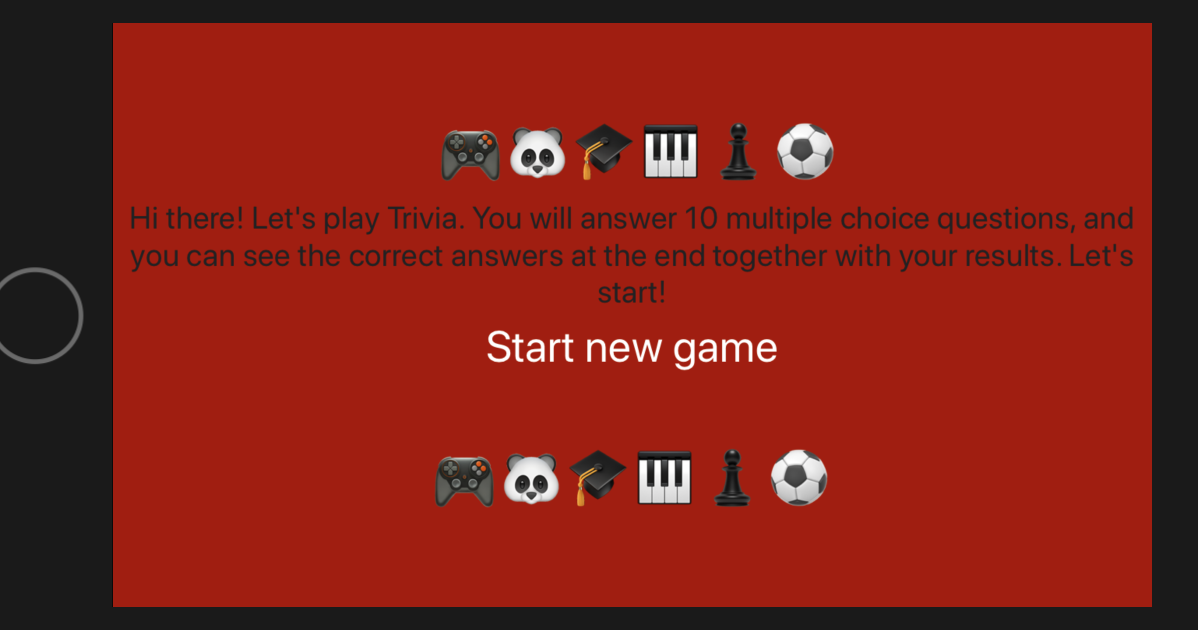 Hi there! Let's play Trivia. You will answer 10 multiple choice questions, and
you can see the correct answers at the end together with your results. Let's
start!
Start new game